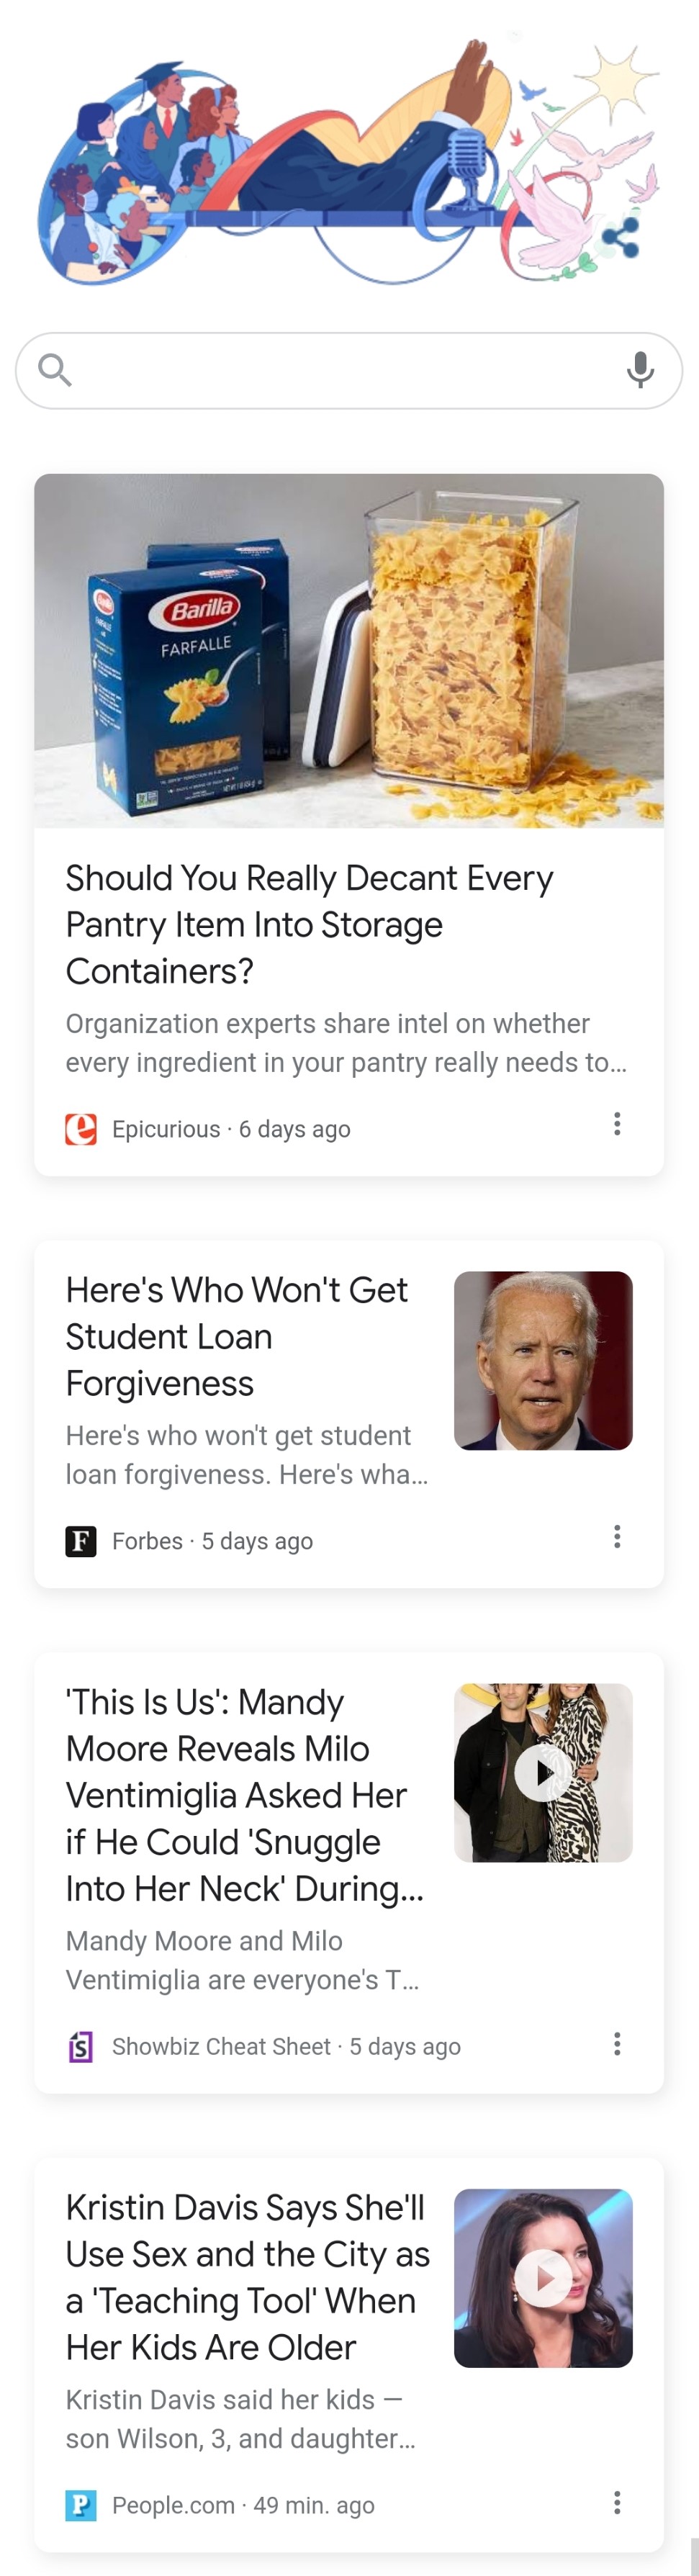 Barilla
FARFALLE
Should You Really Decant Every
Pantry Item Into Storage
Containers?
Organization experts share intel on whether
every ingredient in your pantry really needs to...
Epicurious · 6 days ago
Here's Who Won't Get
Student Loan
Forgiveness
Here's who won't get student
loan forgiveness. Here's wha...
F Forbes · 5 days ago
'This Is Us': Mandy
Moore Reveals Milo
Ventimiglia Asked Her
if He Could 'Snuggle
Into Her Neck' During...
Mandy Moore and Milo
Ventimiglia are everyone's T...
S Showbiz Cheat Sheet · 5 days ago
Kristin Davis Says She'll
Use Sex and the City as
a 'Teaching Tool' When
Her Kids Are Older
Kristin Davis said her kids —
son Wilson, 3, and daughter...
P People.com · 49 min. ago